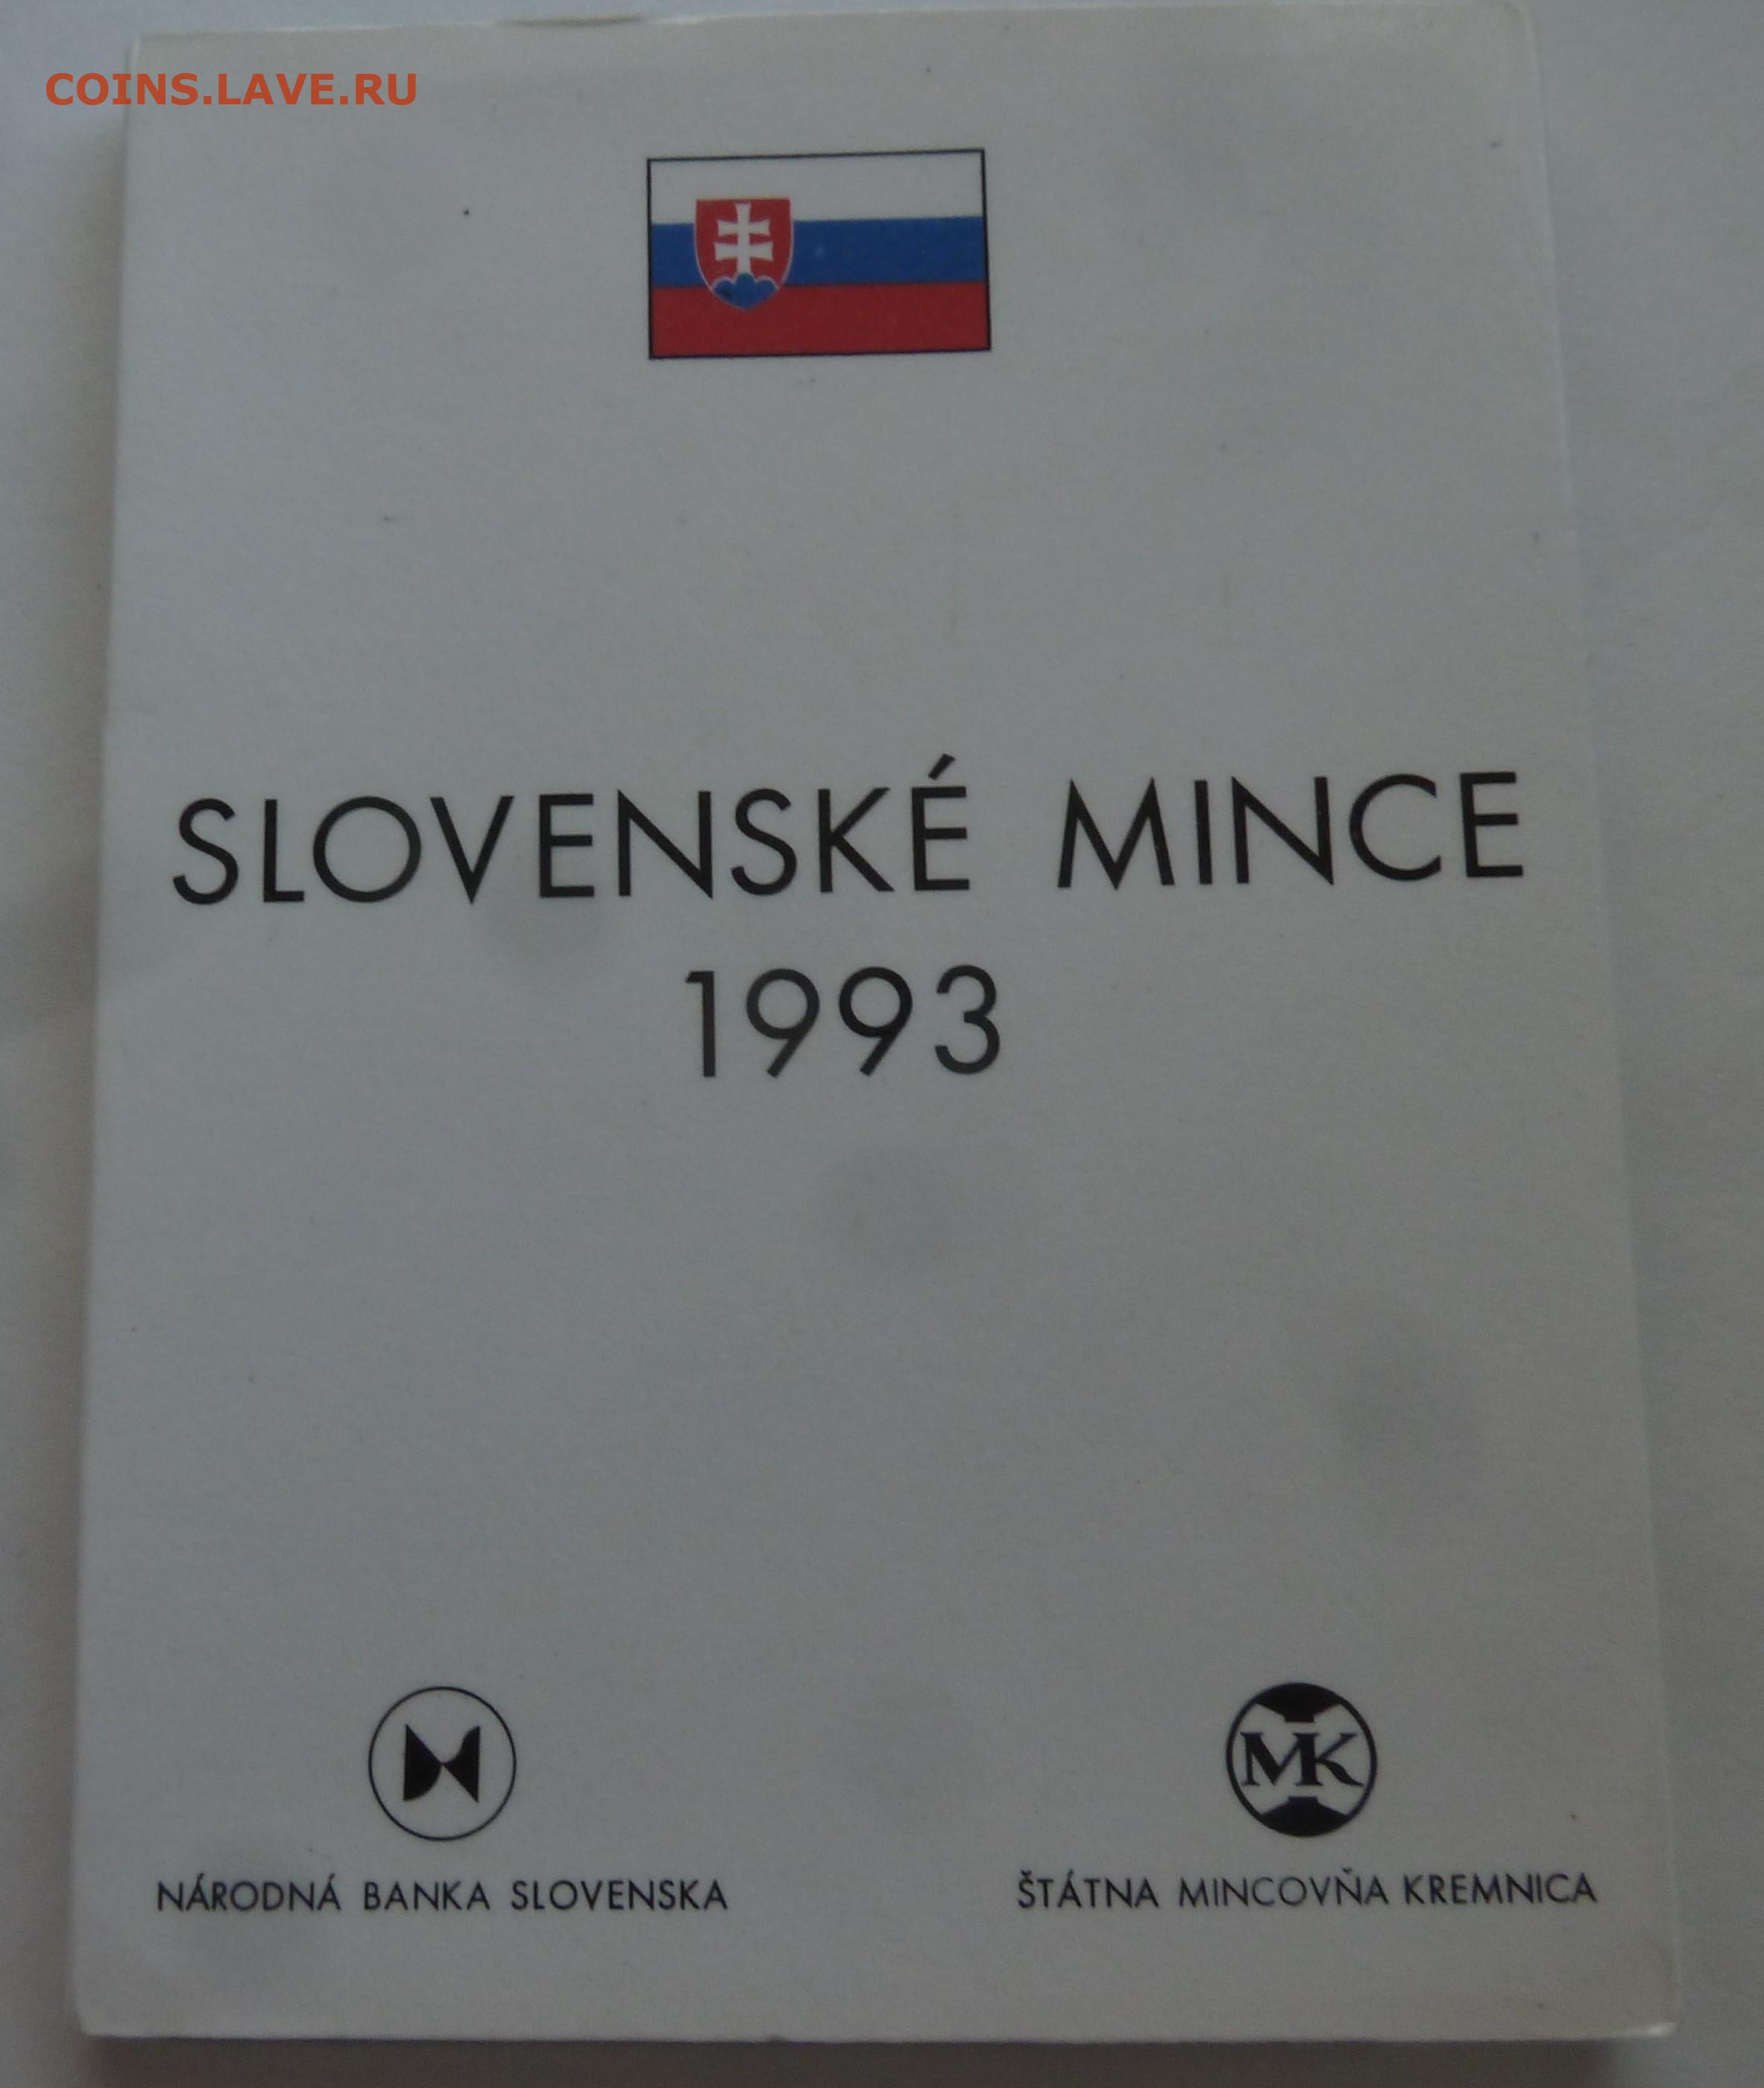 COINS.LAVE.RU
SLOVENSKÉ MINCE
1993
MK
NÁRODNÁ BANKA SLOVENSKA
ŠTÁTNA MINCOVŇA KREMNICA